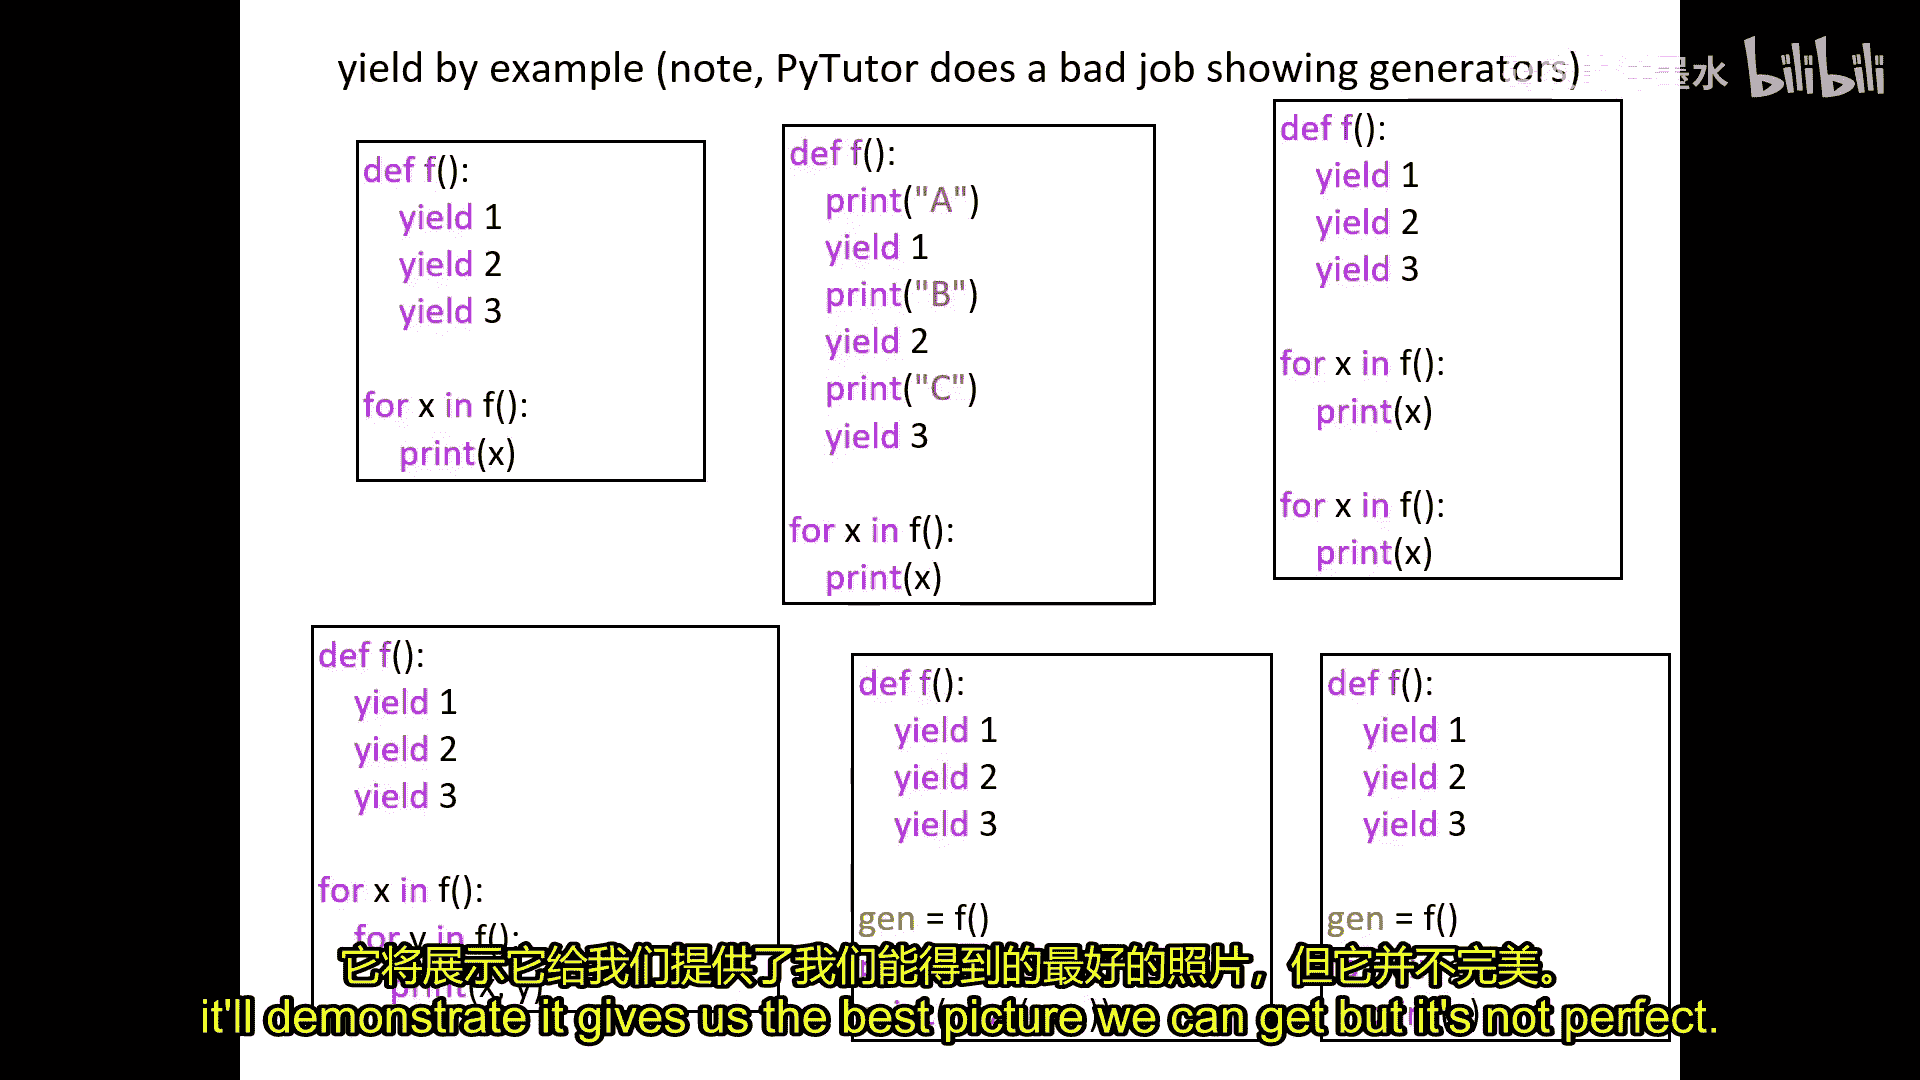 yield by example (note, PyTutor does a bad job showing generators)
水 bilibili
def f():
yield 1
yield 2
yield 3
for x in f():
print(x)
def f():
print("A")
yield 1
print("B")
yield 2
print("C")
yield 3
for x in f():
print(x)
def f():
yield 1
yield 2
yield 3
for x in f():
print(x)
for x in f():
print(x)
def f():
yield 1
yield 2
yield 3
for x in f():
for y in f():
print(x, y)
def f():
yield 1
yield 2
yield 3
gen = f()
def f():
yield 1
yield 2
yield 3
gen = f()
它将展示它给我们提供了我们能得到的最好的照片，但它并不完美。
it'll demonstrate it gives us the best picture we can get but it's not perfect.